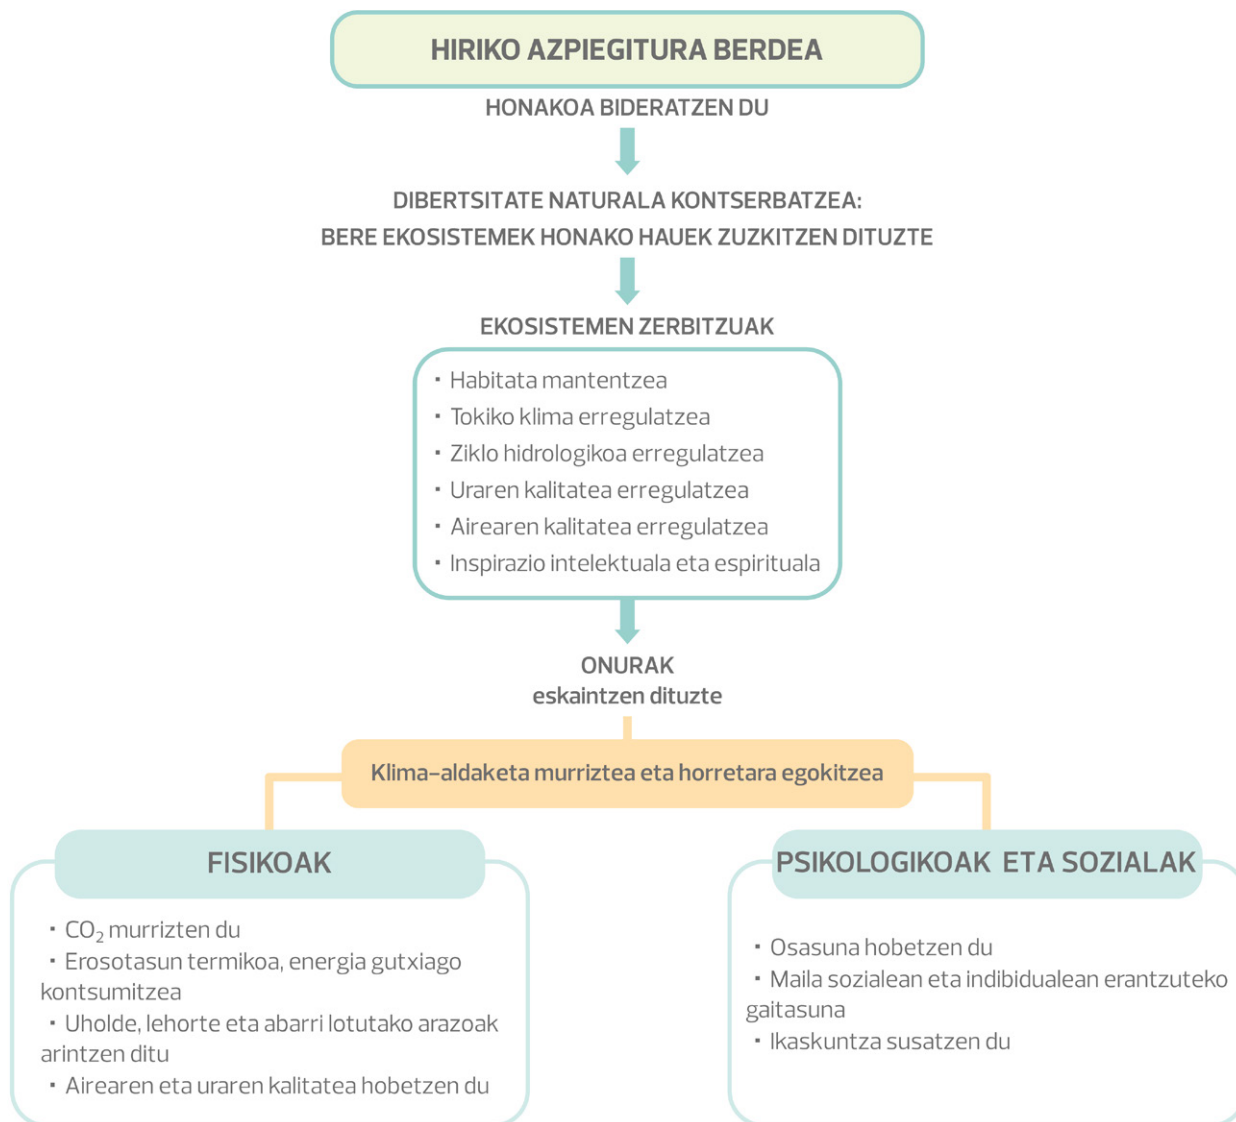 HIRIKO AZPIEGITURA BERDEA
HONAKOA BIDERATZEN DU
DIBERTSITATE NATURALA KONTSERBATZEA:
BERE EKOSISTEMEK HONAKO HAUEK ZUZKITZEN DITUZTE
EKOSISTEMEN ZERBITZUAK
· Habitata mantentzea
· Tokiko klima erregulatzea
· Ziklo hidrologikoa erregulatzea
· Uraren kalitatea erregulatzea
· Airearen kalitatea erregulatzea
· Inspirazio intelektuala eta espirituala
ONURAK
eskaintzen dituzte
Klima-aldaketa murriztea eta horretara egokitzea
FISIKOAK
· CO₂ murrizten du
· Erosotasun termikoa, energia gutxiago
kontsumitzea
· Uholde, lehorte eta abarri lotutako arazoak
arintzen ditu
· Airearen eta uraren kalitatea hobetzen du
PSIKOLOGIKOAK ETA SOZIALAK
· Osasuna hobetzen du
· Maila sozialean eta indibidualean erantzuteko
gaitasuna
· Ikaskuntza susatzen du